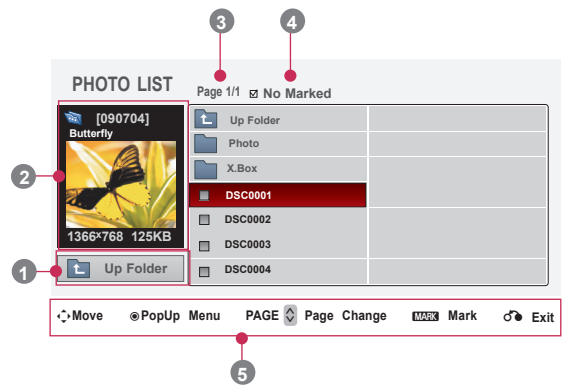 3 4
PHOTO LIST
Page 1/1 No Marked
[090704]
Butterfly
1366x768 125KB
Up Folder
Up Folder
Photo
X.Box
DSC0001
DSC0002
DSC0003
DSC0004
2
1
Move PopUp Menu PAGE Page Change MARK Mark Exit
5